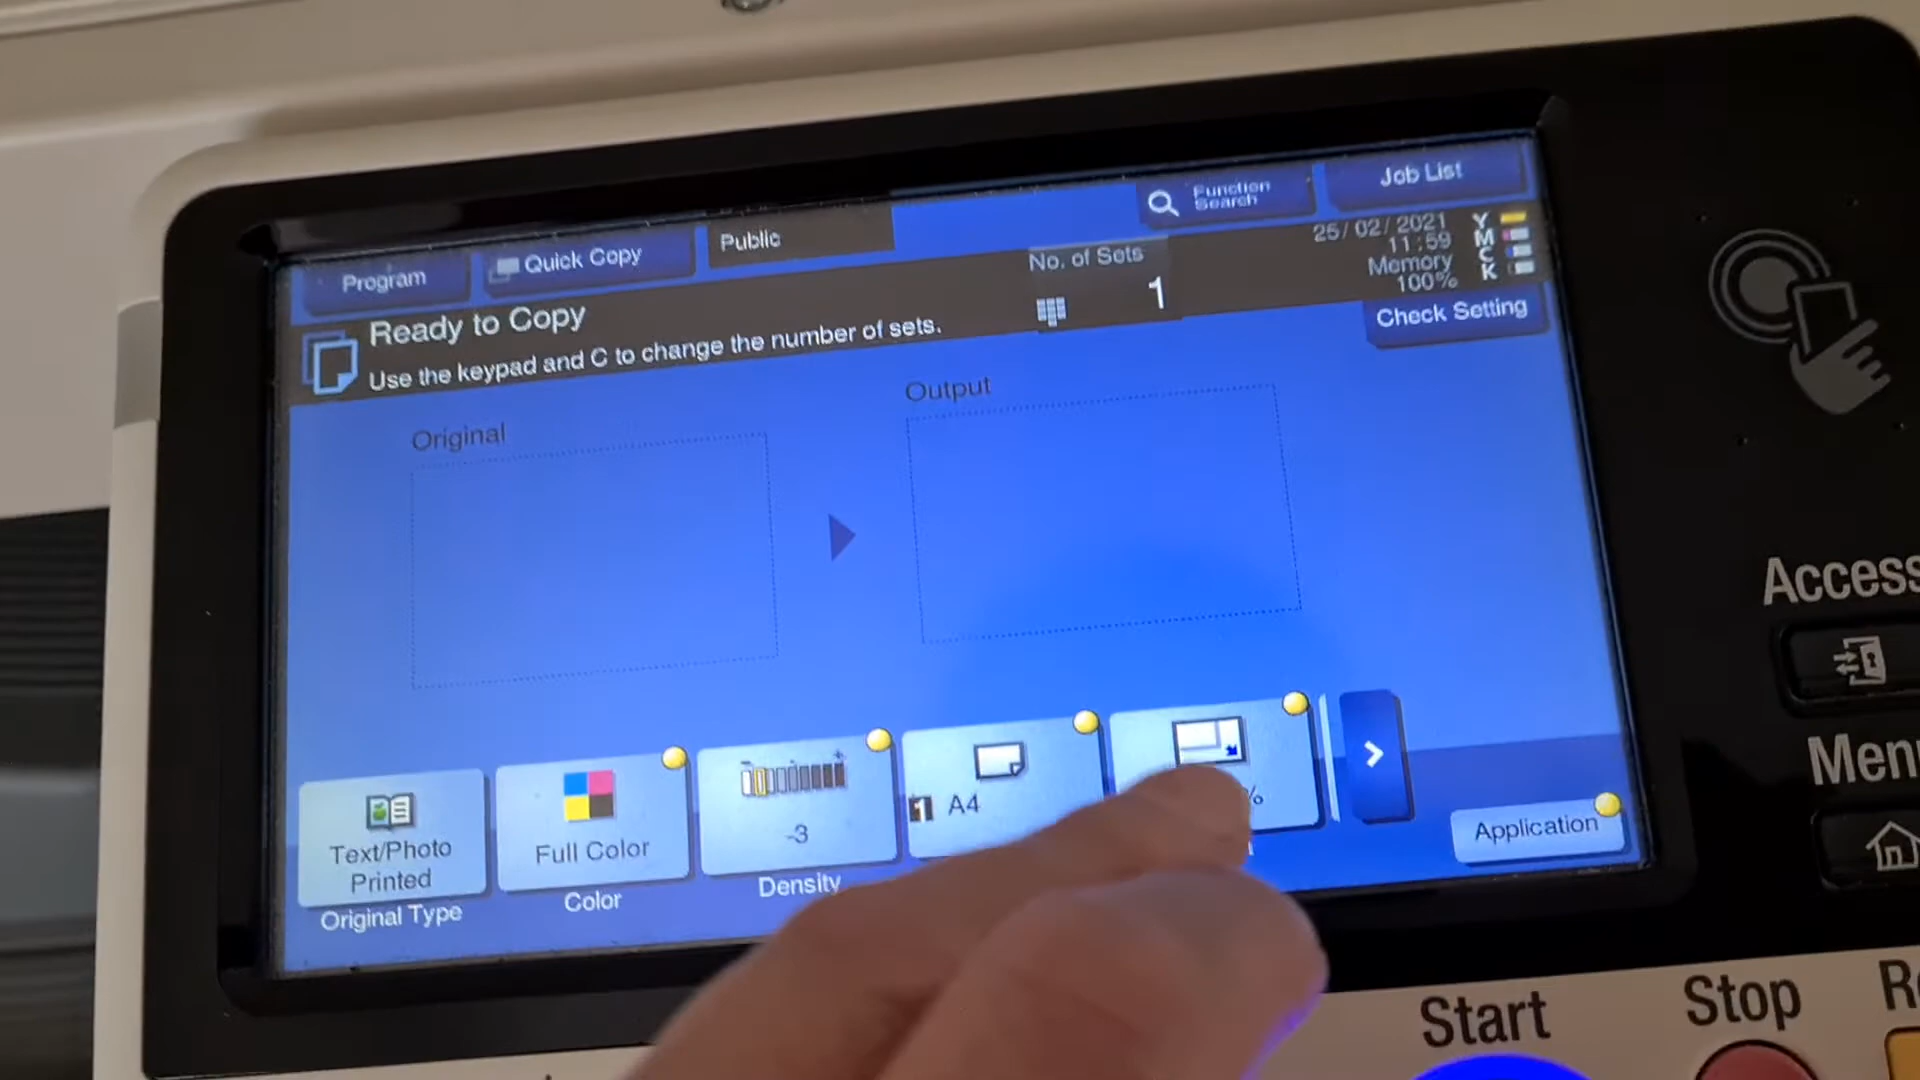 Function
Search
Job List
Program
Quick Copy
Public
25/02/2021
11:59
Memory
100%
Y
M
C
K
No. of Sets
1
Ready to Copy
Use the keypad and C to change the number of sets.
Check Setting
Original
Output
Text/Photo
Printed
Original Type
Full Color
Color
-3
Density
1 A4
%
Application
Access
Men
Start
Stop
R